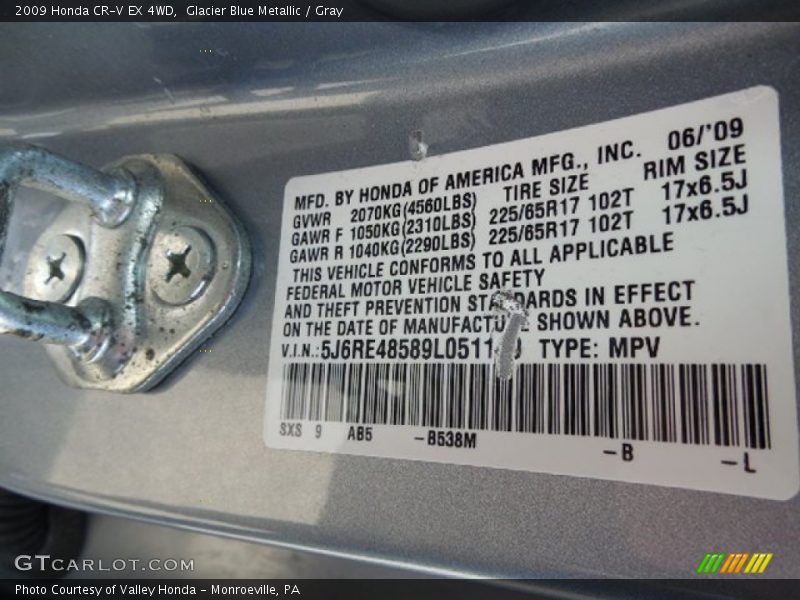 2009 Honda CR-V EX 4WD, Glacier Blue Metallic / Gray
MFD. BY HONDA OF AMERICA MFG., INC. 06/'09
GVWR 2070KG(4560LBS) TIRE SIZE RIM SIZE
GAWR F 1050KG(2310LBS) 225/65R17 102T 17x6.5J
GAWR R 1040KG(2290LBS) 225/65R17 102T 17x6.5J
THIS VEHICLE CONFORMS TO ALL APPLICABLE
FEDERAL MOTOR VEHICLE SAFETY
AND THEFT PREVENTION STANDARDS IN EFFECT
ON THE DATE OF MANUFACTURE SHOWN ABOVE.
V.I.N.: TYPE: MPV
SXS 9 AB5 -B538M -B -L
GTCARLOT.COM
Photo Courtesy of Valley Honda - Monroeville, PA